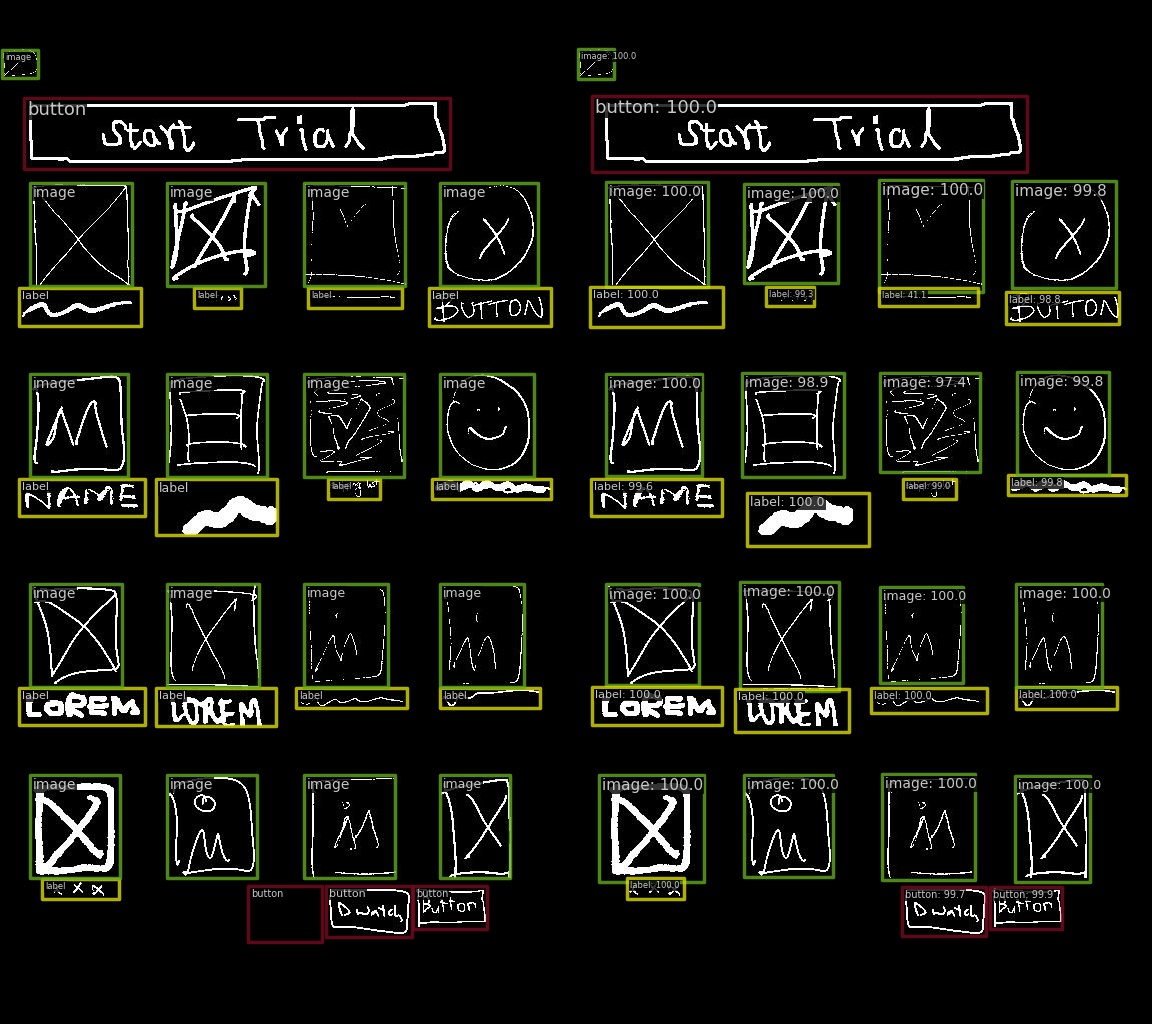 image image: 100.0
button button: 100.0
Start Trial Start Trial
image image image image image: 100.0 image: 100.0 image: 100.0 image: 99.8
label label label label label: 100.0 label: 99.3 label: 41.1 label: 98.8
BUTTON BUTTON
image image image image image: 100.0 image: 98.9 image: 97.4 image: 99.8
M M
label label label label label: 99.6 label: 100.0 label: 99.0 label: 99.8
NAME NAME
image image image image image: 100.0 image: 100.0 image: 100.0 image: 100.0
label label label label label: 100.0 label: 100.0 label: 100.0 label: 100.0
LOREM LOREM LOREM LOREM
image image image image image: 100.0 image: 100.0 image: 100.0 image: 100.0
label x x label: 100.0
button button button button: 99.7 button: 99.9
D watch Button D watch Button